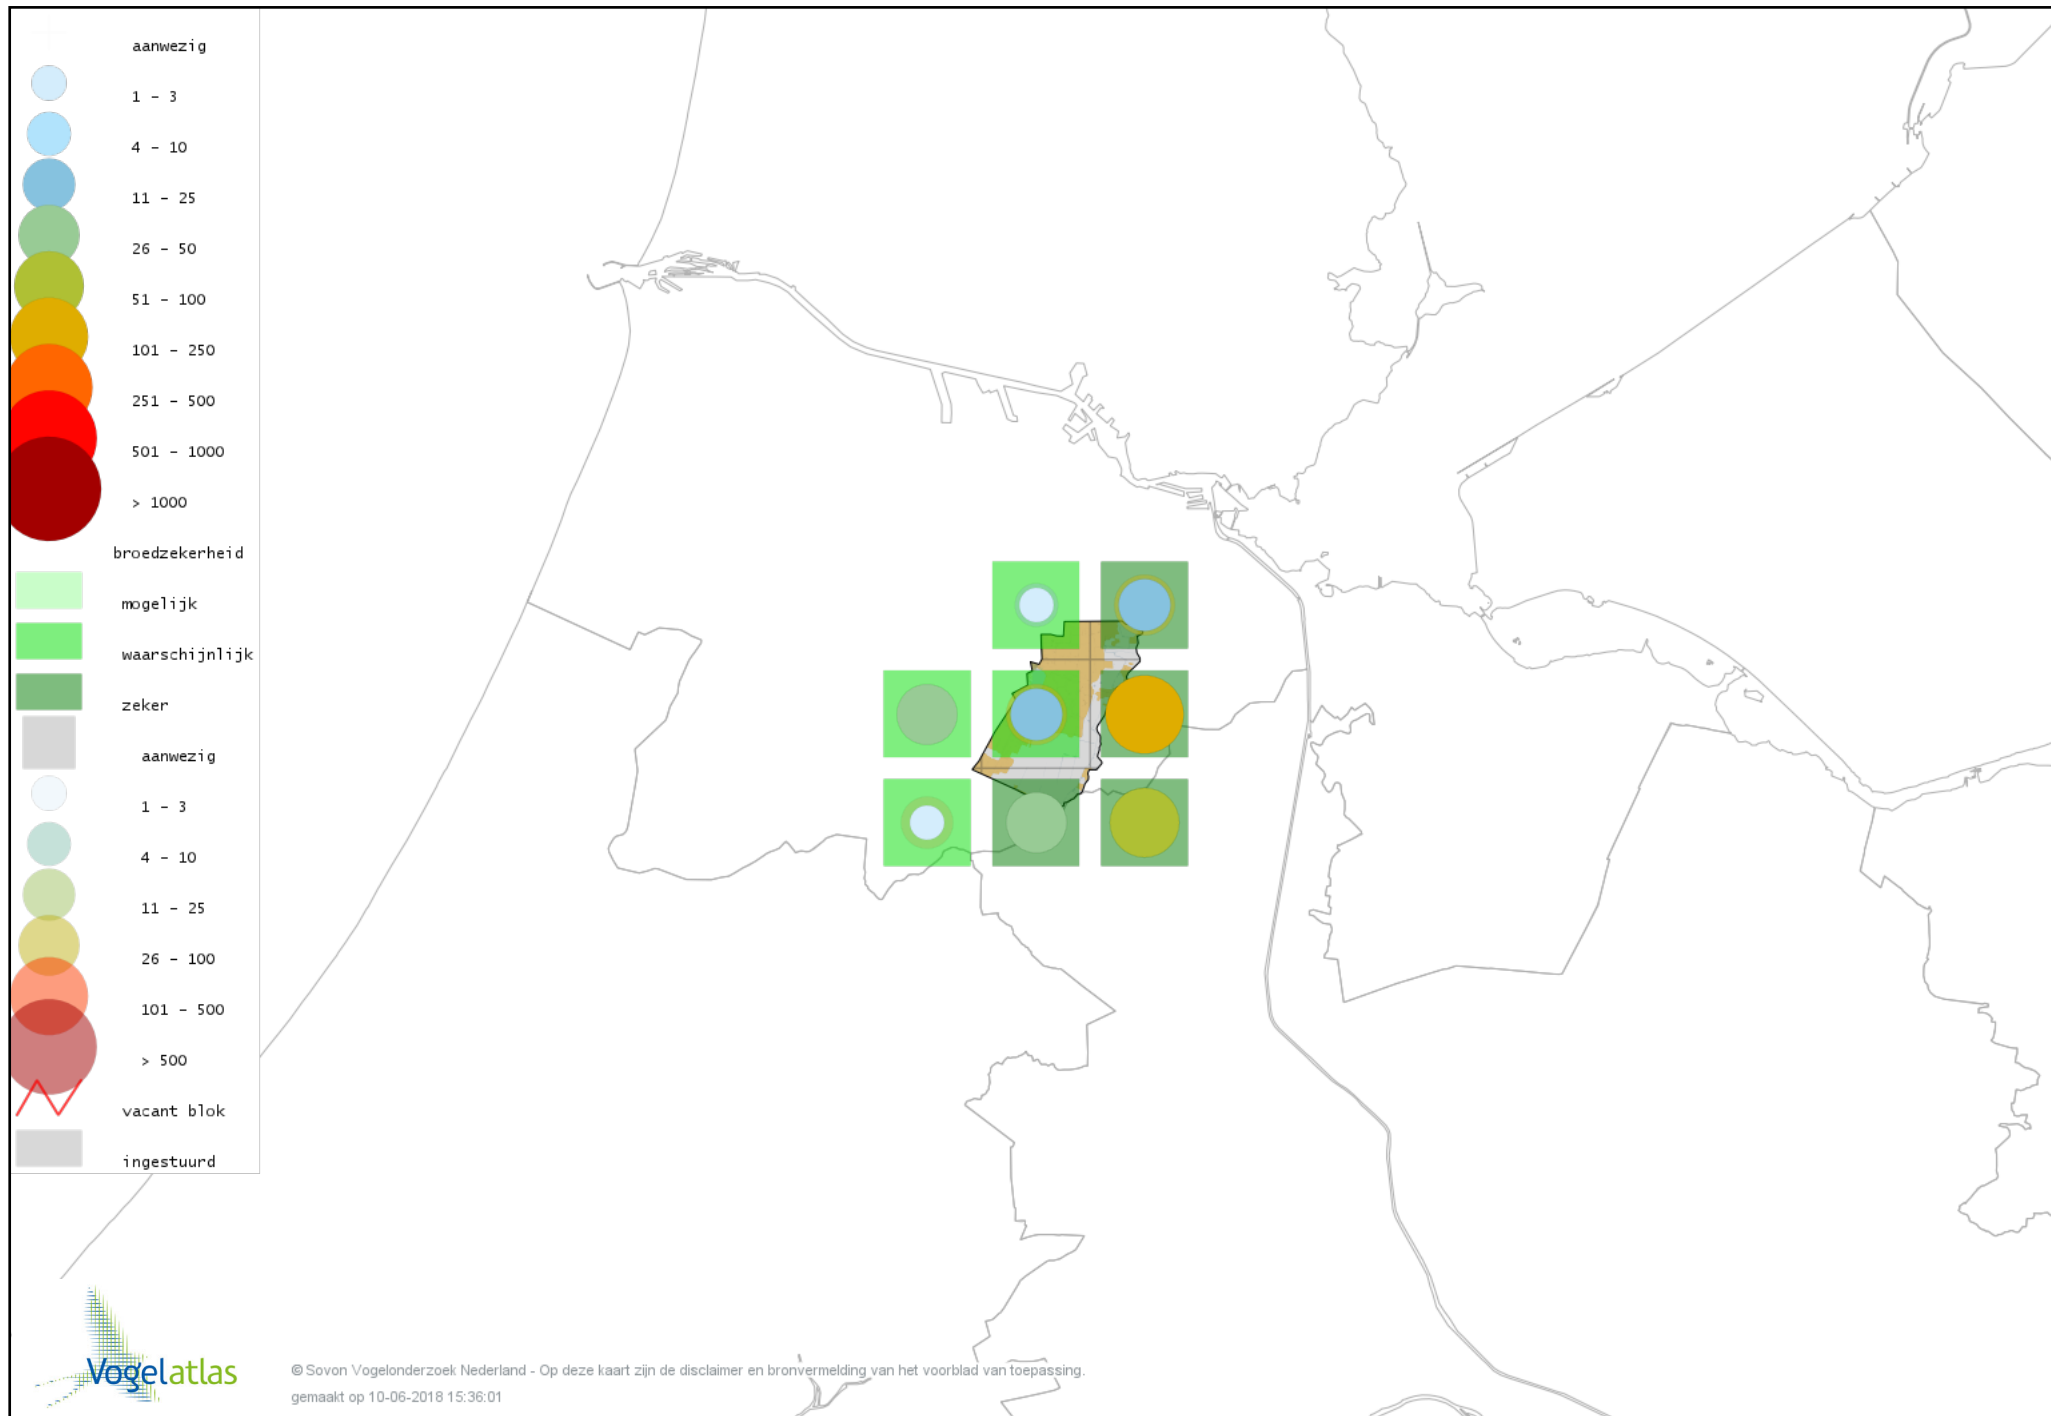 aanwezig
1 - 3
4 - 10
11 - 25
26 - 50
51 - 100
101 - 250
251 - 500
501 - 1000
> 1000
broedzekerheid
mogelijk
waarschijnlijk
zeker
aanwezig
1 - 3
4 - 10
11 - 25
26 - 100
101 - 500
> 500
vacant blok
ingestuurd
Vogelatlas
© Sovon Vogelonderzoek Nederland - Op deze kaart zijn de disclaimer en bronvermelding van het voorblad van toepassing.
gemaakt op 10-06-2018 15:36:01